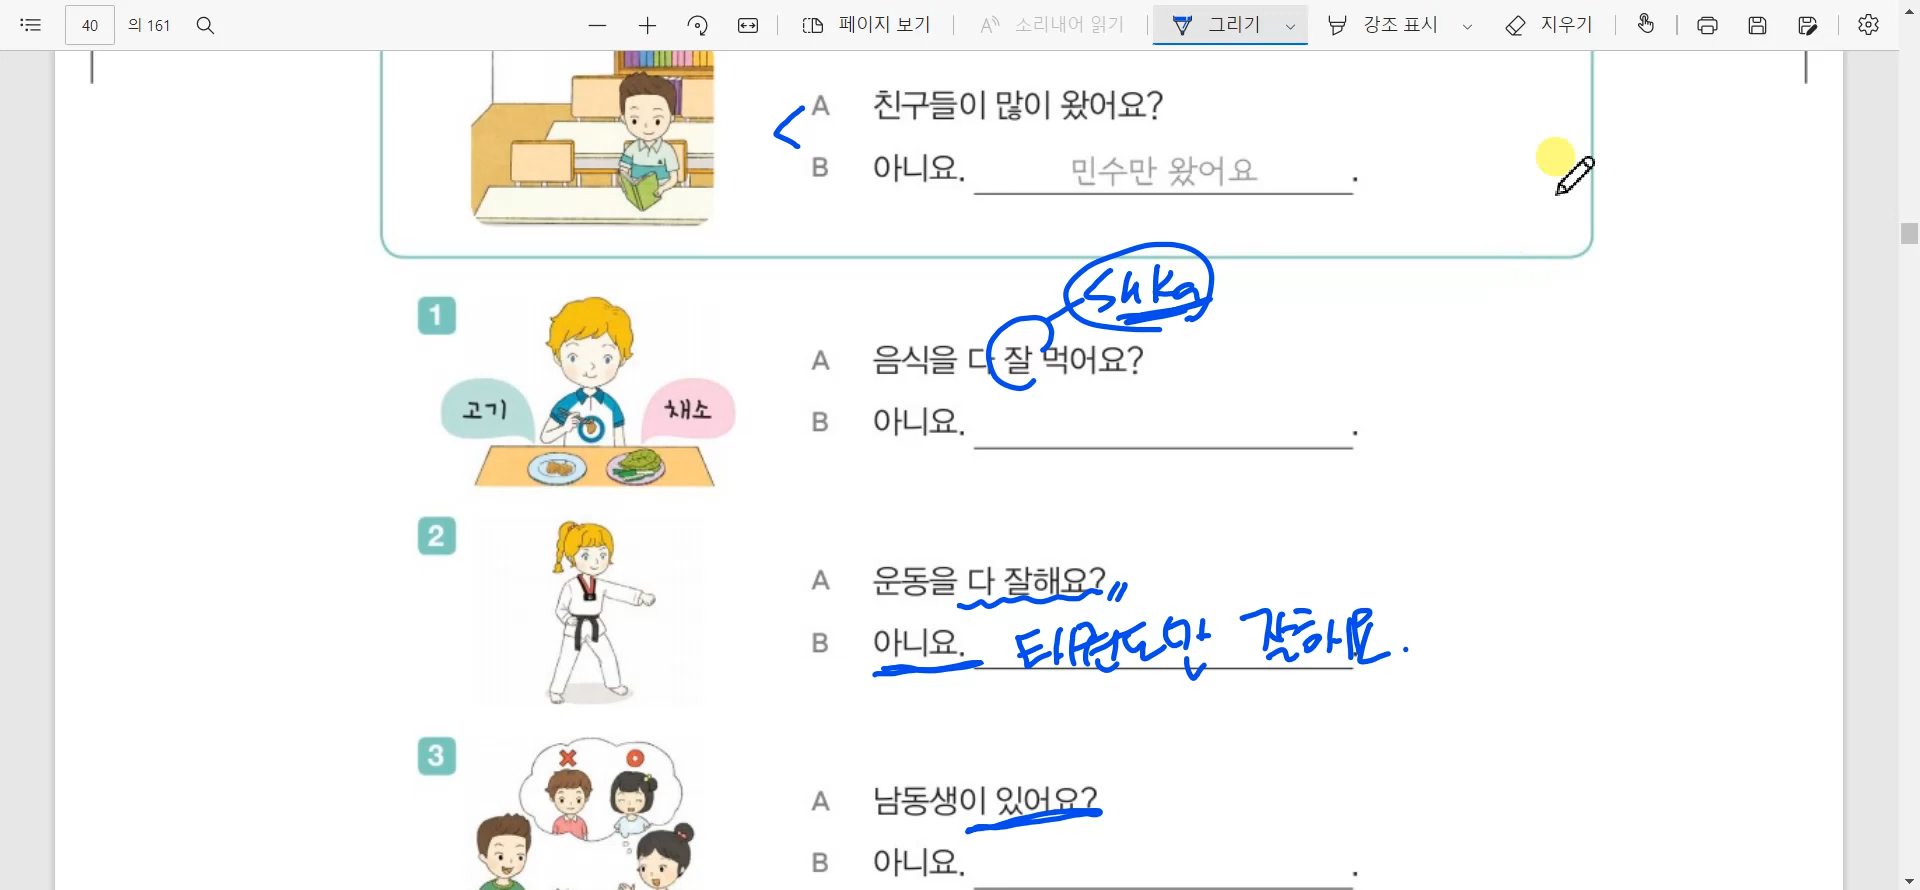 40 의 161 페이지 보기 소리내어 읽기 그리기 강조 표시 지우기
A 친구들이 많이 왔어요?
B 아니요. 민수만 왔어요.
suka
1
A 음식을 다 잘 먹어요?
고기 채소
B 아니요.
2
A 운동을 다 잘해요?
B 아니요. 태권도만 잘해요.
3
A 남동생이 있어요?
B 아니요.